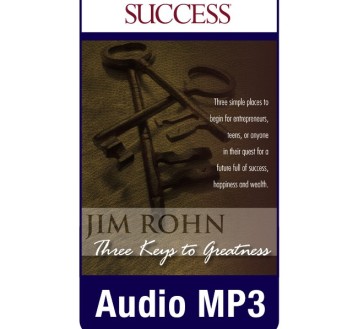 SUCCESS
Three simple places to
begin for entrepreneurs,
teens, or anyone
in their quest for a
future full of success,
happiness and wealth.
JIM ROHN
Three Keys to Greatness
Audio MP3